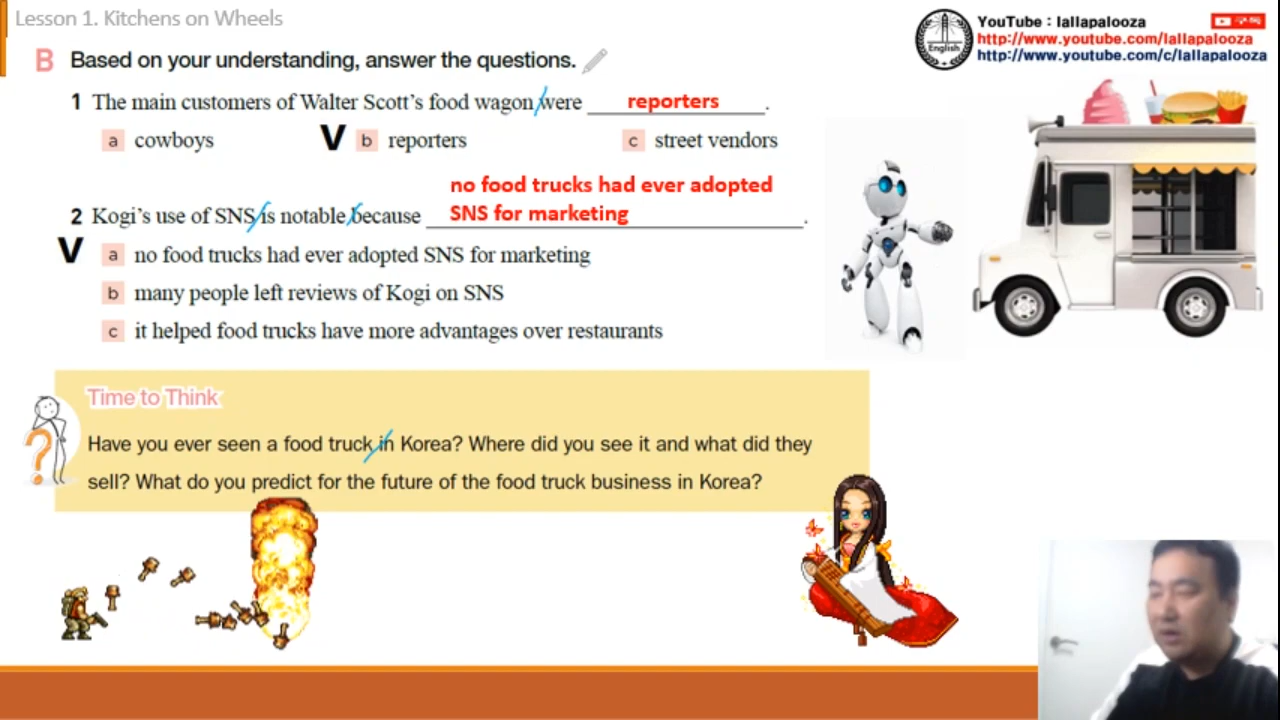 Lesson 1. Kitchens on Wheels
YouTube : lallapalooza
http://www.youtube.com/lallapalooza
http://www.youtube.com/c/lallapalooza
English
B Based on your understanding, answer the questions.
1 The main customers of Walter Scott's food wagon were reporters.
V
a cowboys
b reporters
c street vendors
no food trucks had ever adopted
2 Kogi's use of SNS is notable because SNS for marketing.
V a no food trucks had ever adopted SNS for marketing
b many people left reviews of Kogi on SNS
c it helped food trucks have more advantages over restaurants
Time to Think
Have you ever seen a food truck in Korea? Where did you see it and what did they
sell? What do you predict for the future of the food truck business in Korea?
?